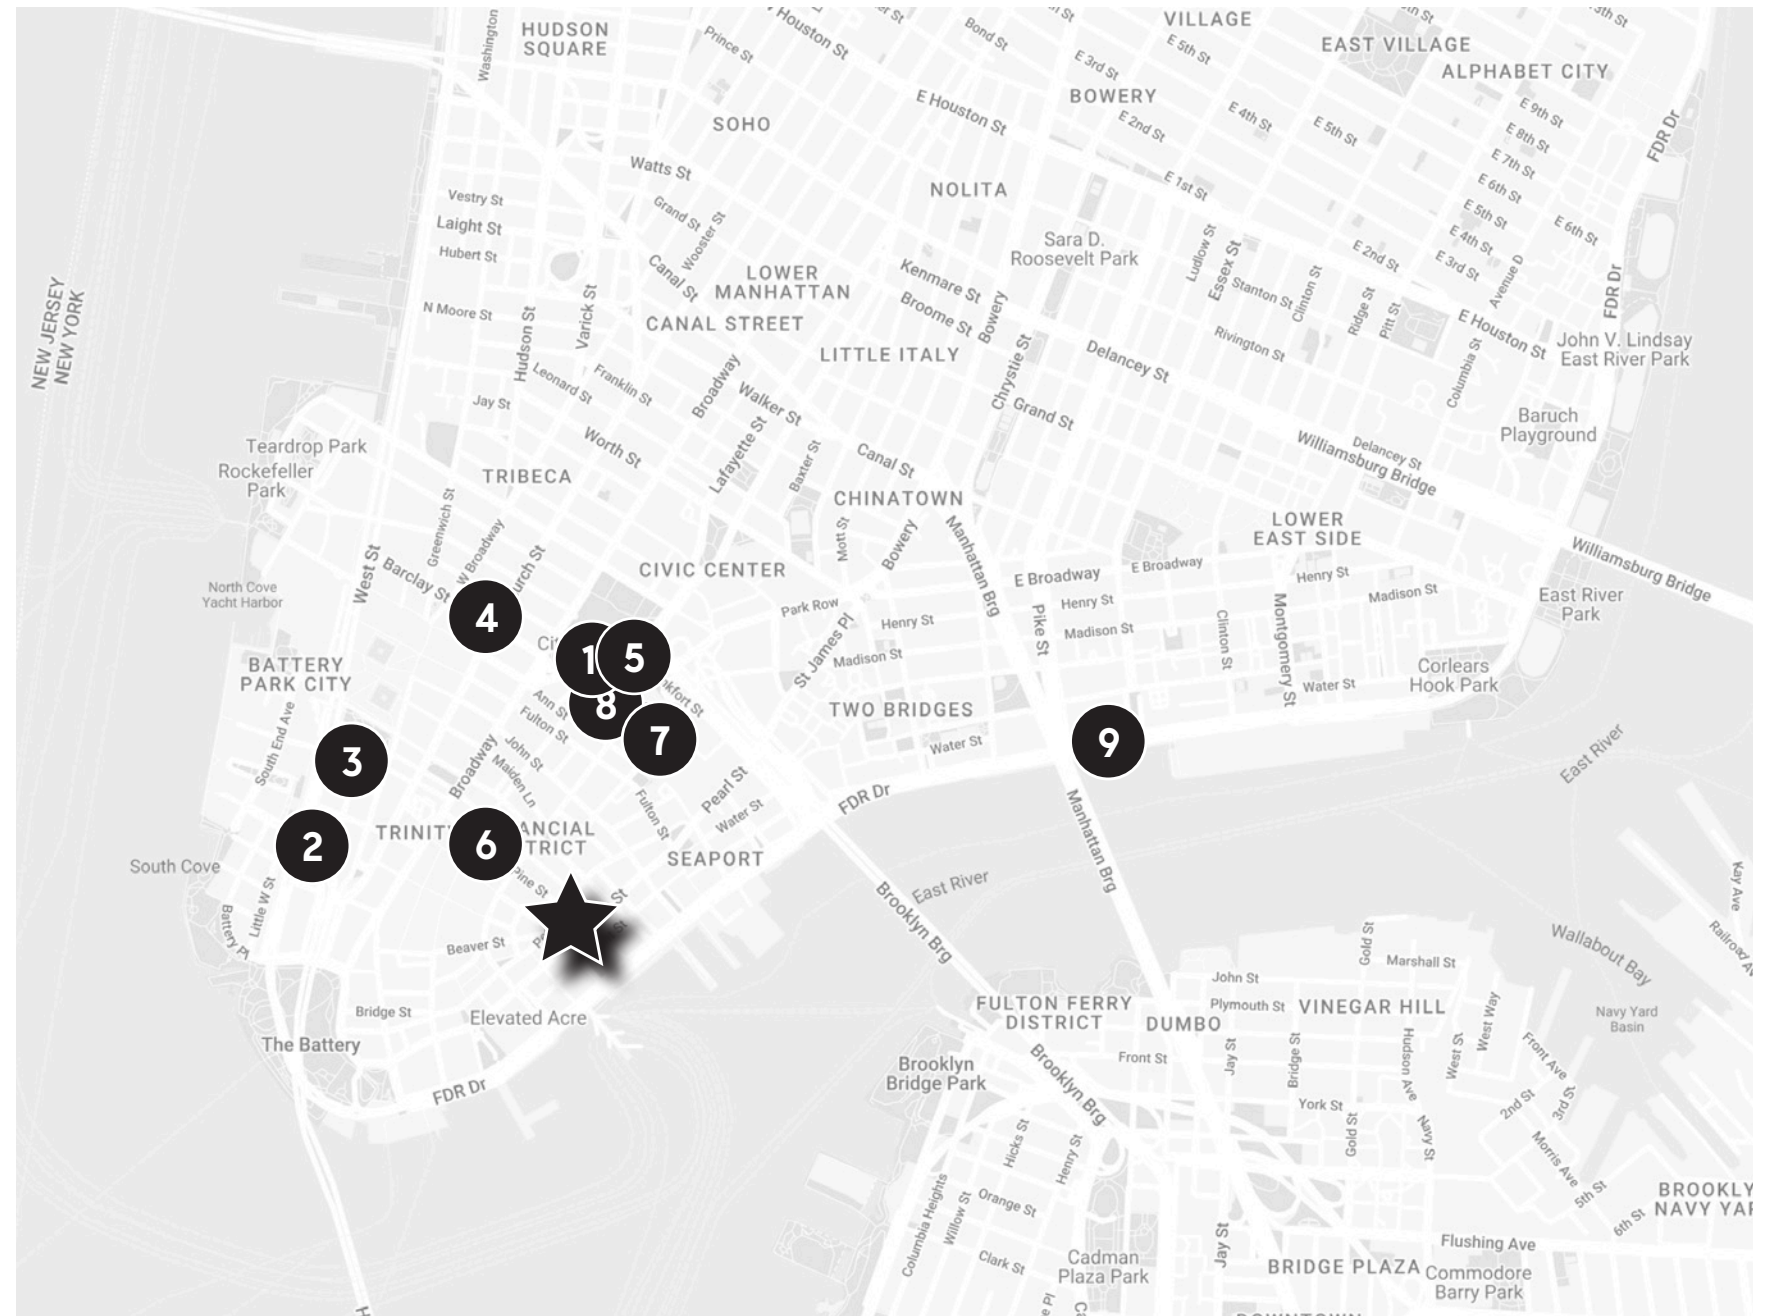 HUDSON
SQUARE
Washington
Prince St
Houston St
Bond St
VILLAGE
E 5th St
EAST VILLAGE
ALPHABET CITY
E 3rd St
BOWERY
E Houston St
E 2nd St
E 4th St
E 5th St
E 9th St
E 8th St
E 7th St
E 6th St
E 5th St
E 4th St
E 3rd St
E 6th St
FDR Dr
SOHO
Watts St
NOLITA
E 1st St
Vestry St
Laight St
Hubert St
Grand St
Wooster St
Canal St
Sara D.
Roosevelt Park
Ludlow St
Essex St
E 2nd St
Avenue D
FDR Dr
LOWER
MANHATTAN
Kenmare St
Broome St
Bowery
Stanton St
Clinton St
Ridge St
Pitt St
E Houston St
NEW JERSEY
NEW YORK
N Moore St
Hudson St
Varick St
CANAL STREET
LITTLE ITALY
Rivington St
Columbia St
John V. Lindsay
East River Park
Delancey St
Chrystie St
Leonard St
Franklin St
Broadway
Walker St
Jay St
Grand St
Baruch
Playground
Teardrop Park
Rockefeller
Park
Worth St
Lafayette St
Baxter St
Canal St
Delancey St
Williamsburg Bridge
TRIBECA
CHINATOWN
Greenwich St
W Broadway
Mott St
Bowery
Manhattan Brg
LOWER
EAST SIDE
Williamsburg Bridge
West St
Barclay St
CIVIC CENTER
E Broadway
E Broadway
Henry St
Madison St
North Cove
Yacht Harbor
Park Row
Henry St
Henry St
Pike St
Madison St
Clinton St
Montgomery St
East River
Park
4
1
5
8
7
St James Pl
Madison St
BATTERY
PARK CITY
Corlears
Hook Park
Water St
Ann St
Fulton St
TWO BRIDGES
South End Ave
Broadway
John St
Maiden Ln
9
Water St
East River
3
Pearl St
Water St
FDR Dr
Fulton St
2
6
SEAPORT
Manhattan Brg
South Cove
Pine St
Little W St
Battery Pl
Beaver St
Brooklyn Brg
East River
Kay Ave
Wallabout Bay
Gold St
Marshall St
John St
Plymouth St
VINEGAR HILL
Navy Yard
Basin
FULTON FERRY
DISTRICT
DUMBO
Bridge St
Elevated Acre
The Battery
FDR Dr
Front St
Jay St
Bridge St
Hudson Ave
West St
West Way
Front Ave
3rd St
2nd St
Brooklyn
Bridge Park
Brooklyn Brg
York St
Gold St
Navy St
Morris Ave
5th St
6th St
Hicks St
Henry St
Columbia Heights
Willow St
Orange St
Clark St
Cadman
Plaza Park
Jay St
BRIDGE PLAZA
Flushing Ave
Commodore
Barry Park